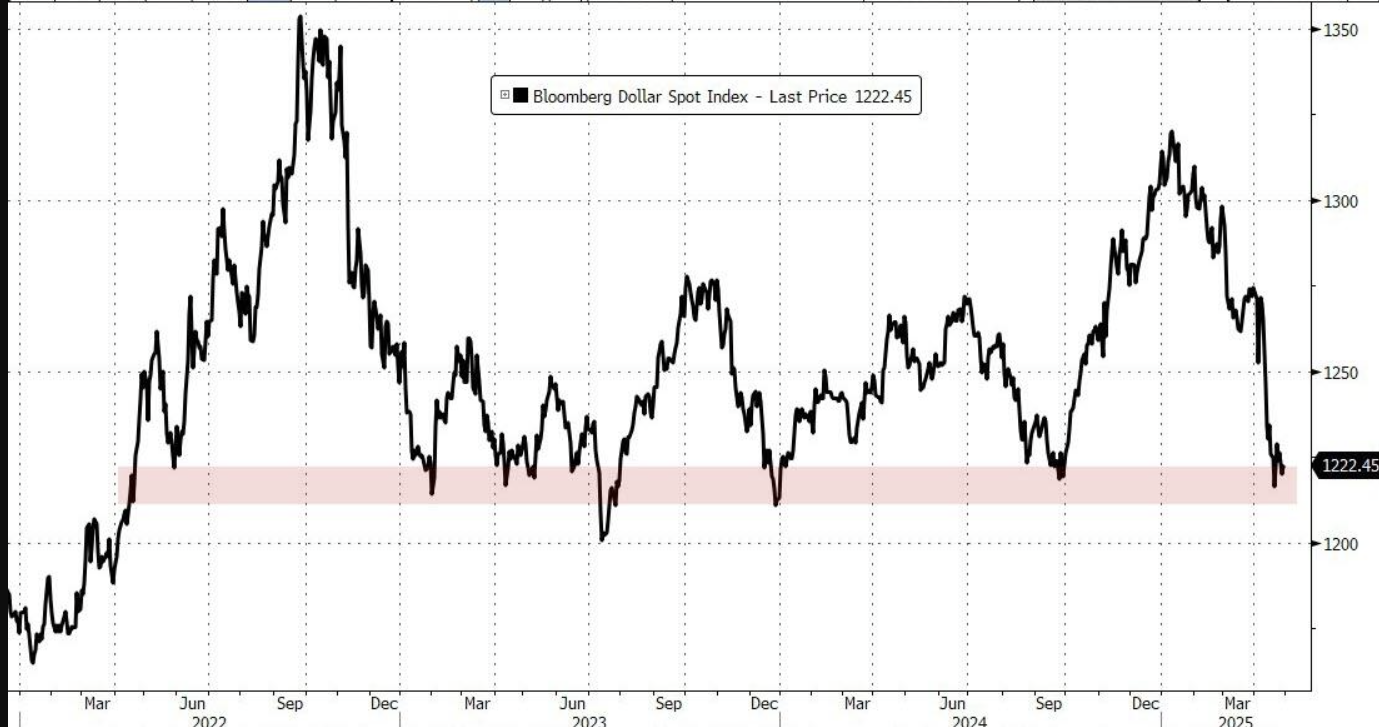 1350
Bloomberg Dollar Spot Index - Last Price 1222.45
1300
1250
1222.45
1200
Mar Jun Sep Dec Mar Jun Sep Dec Mar Jun Sep Dec Mar
2022 2023 2024 2025